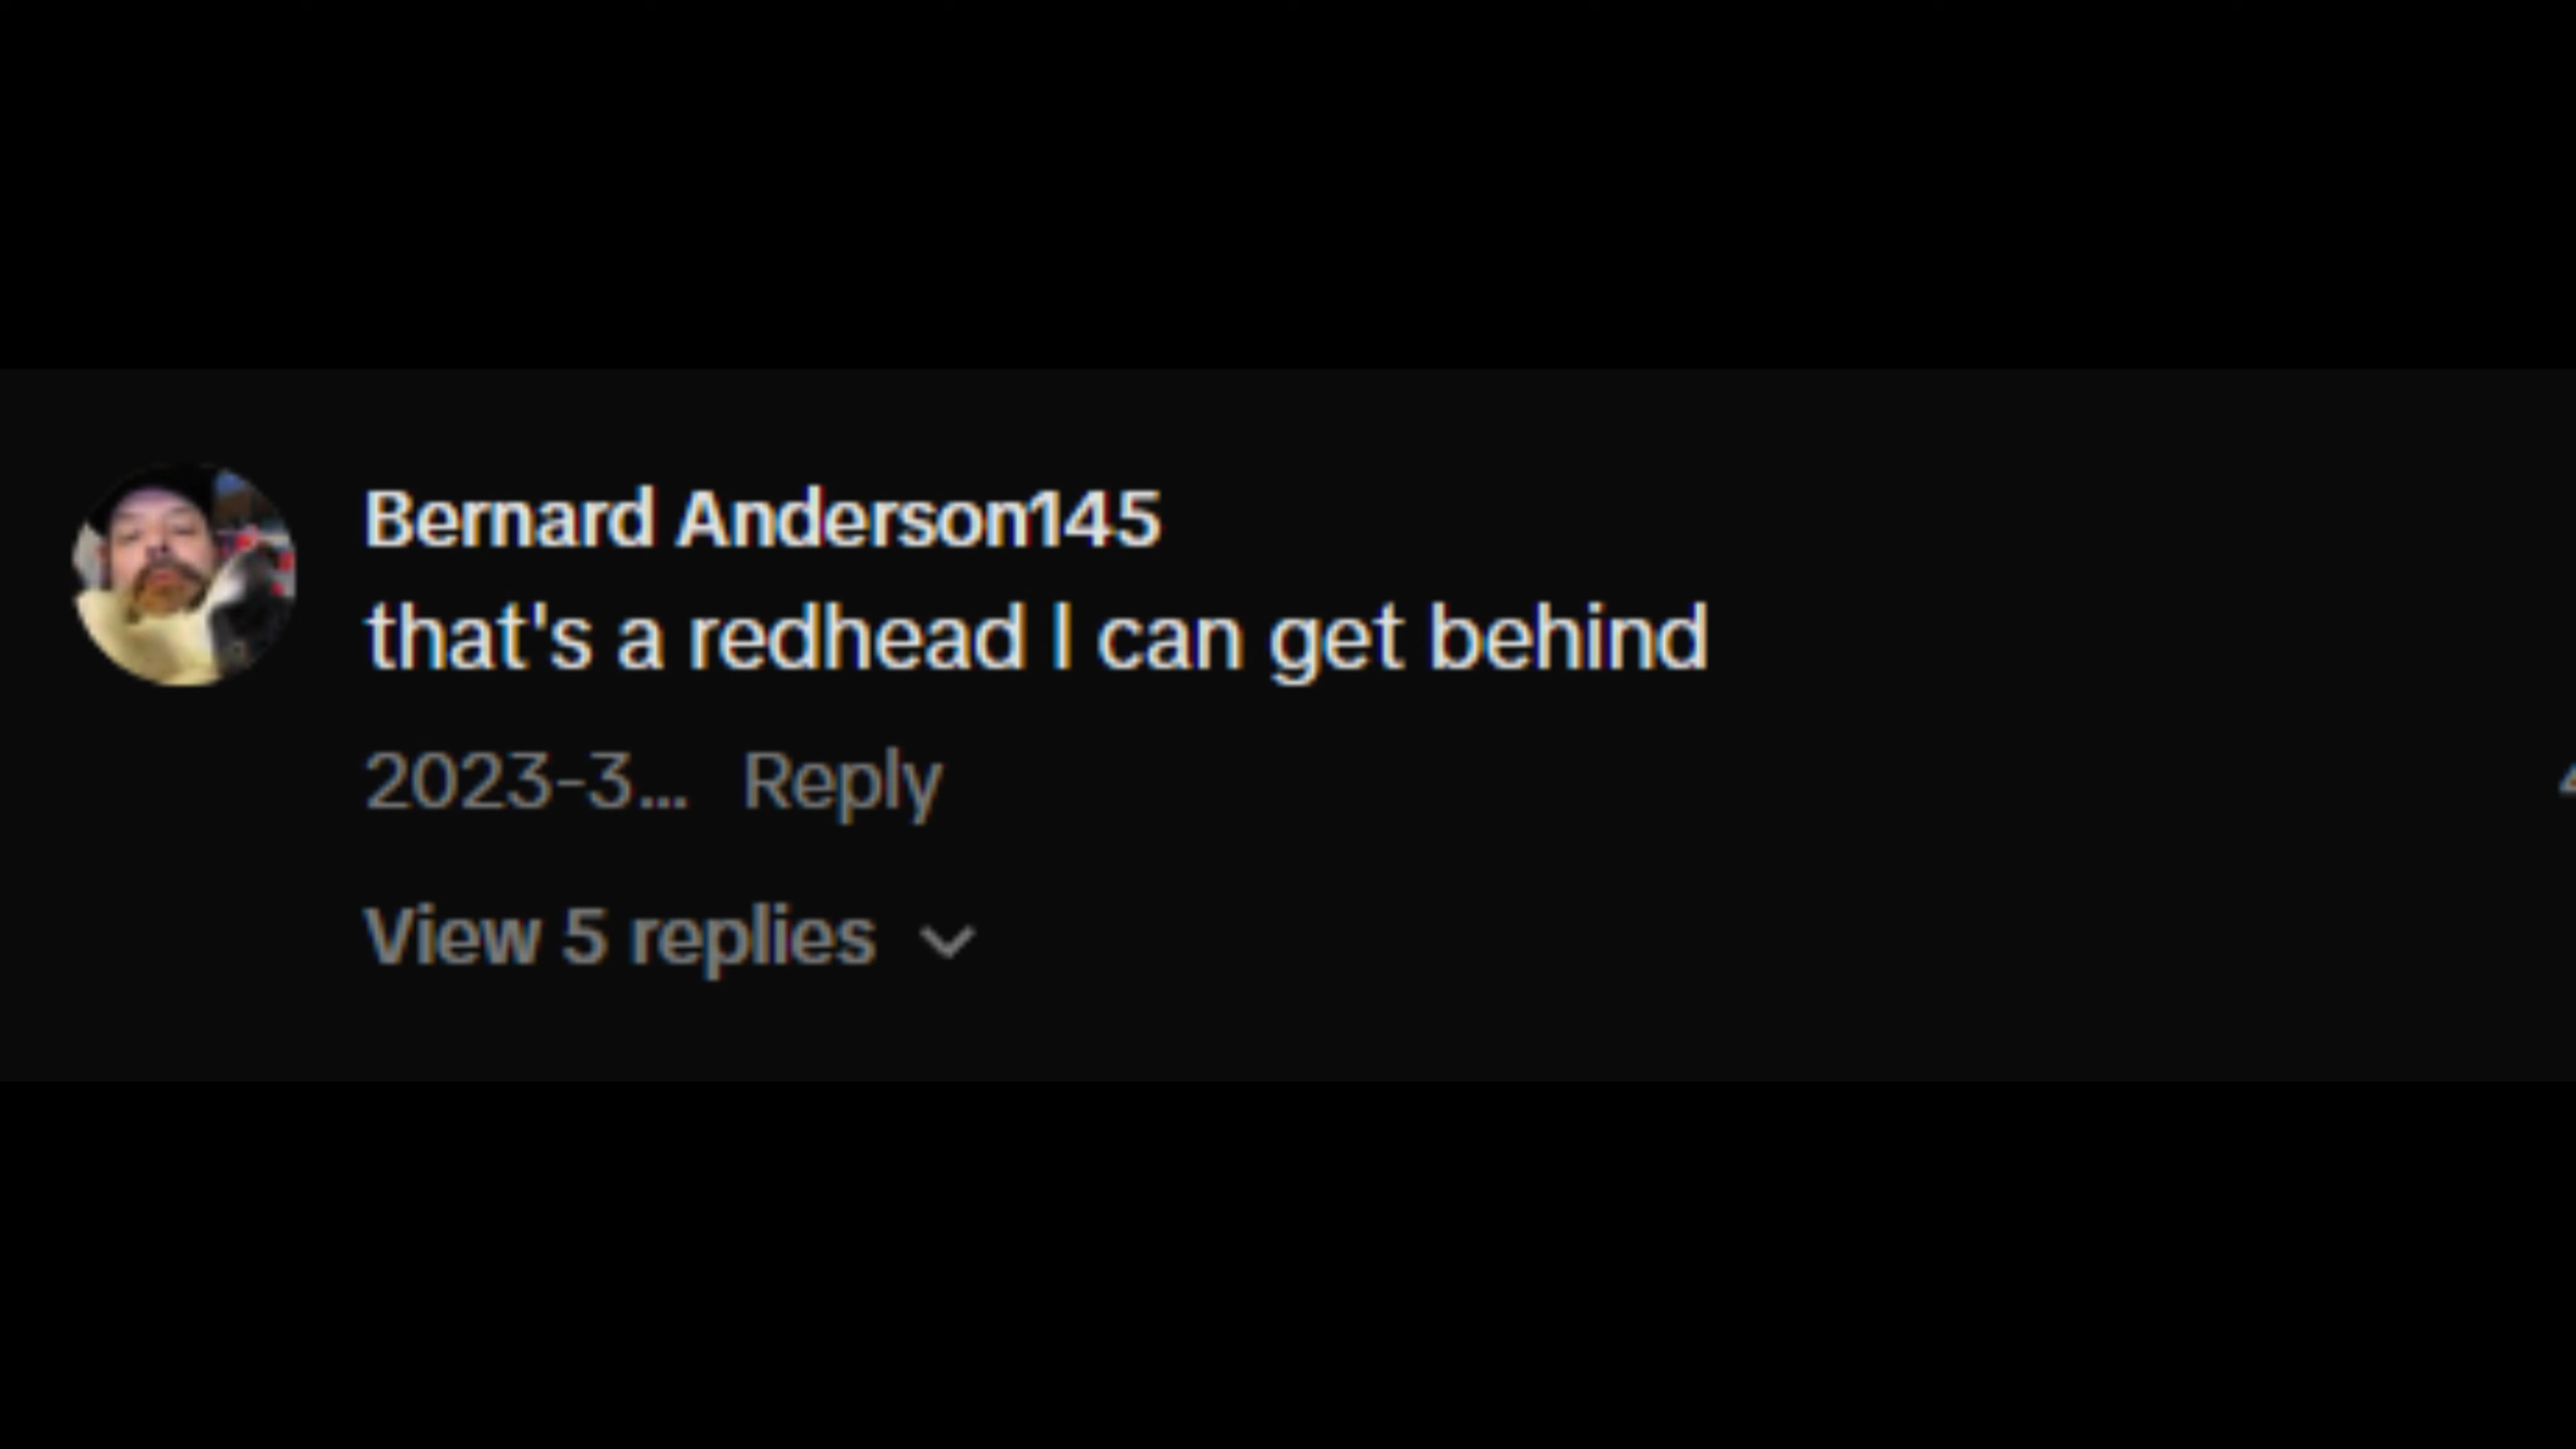 Bernard Anderson145
that's a redhead I can get behind
2023-3... Reply
View 5 replies